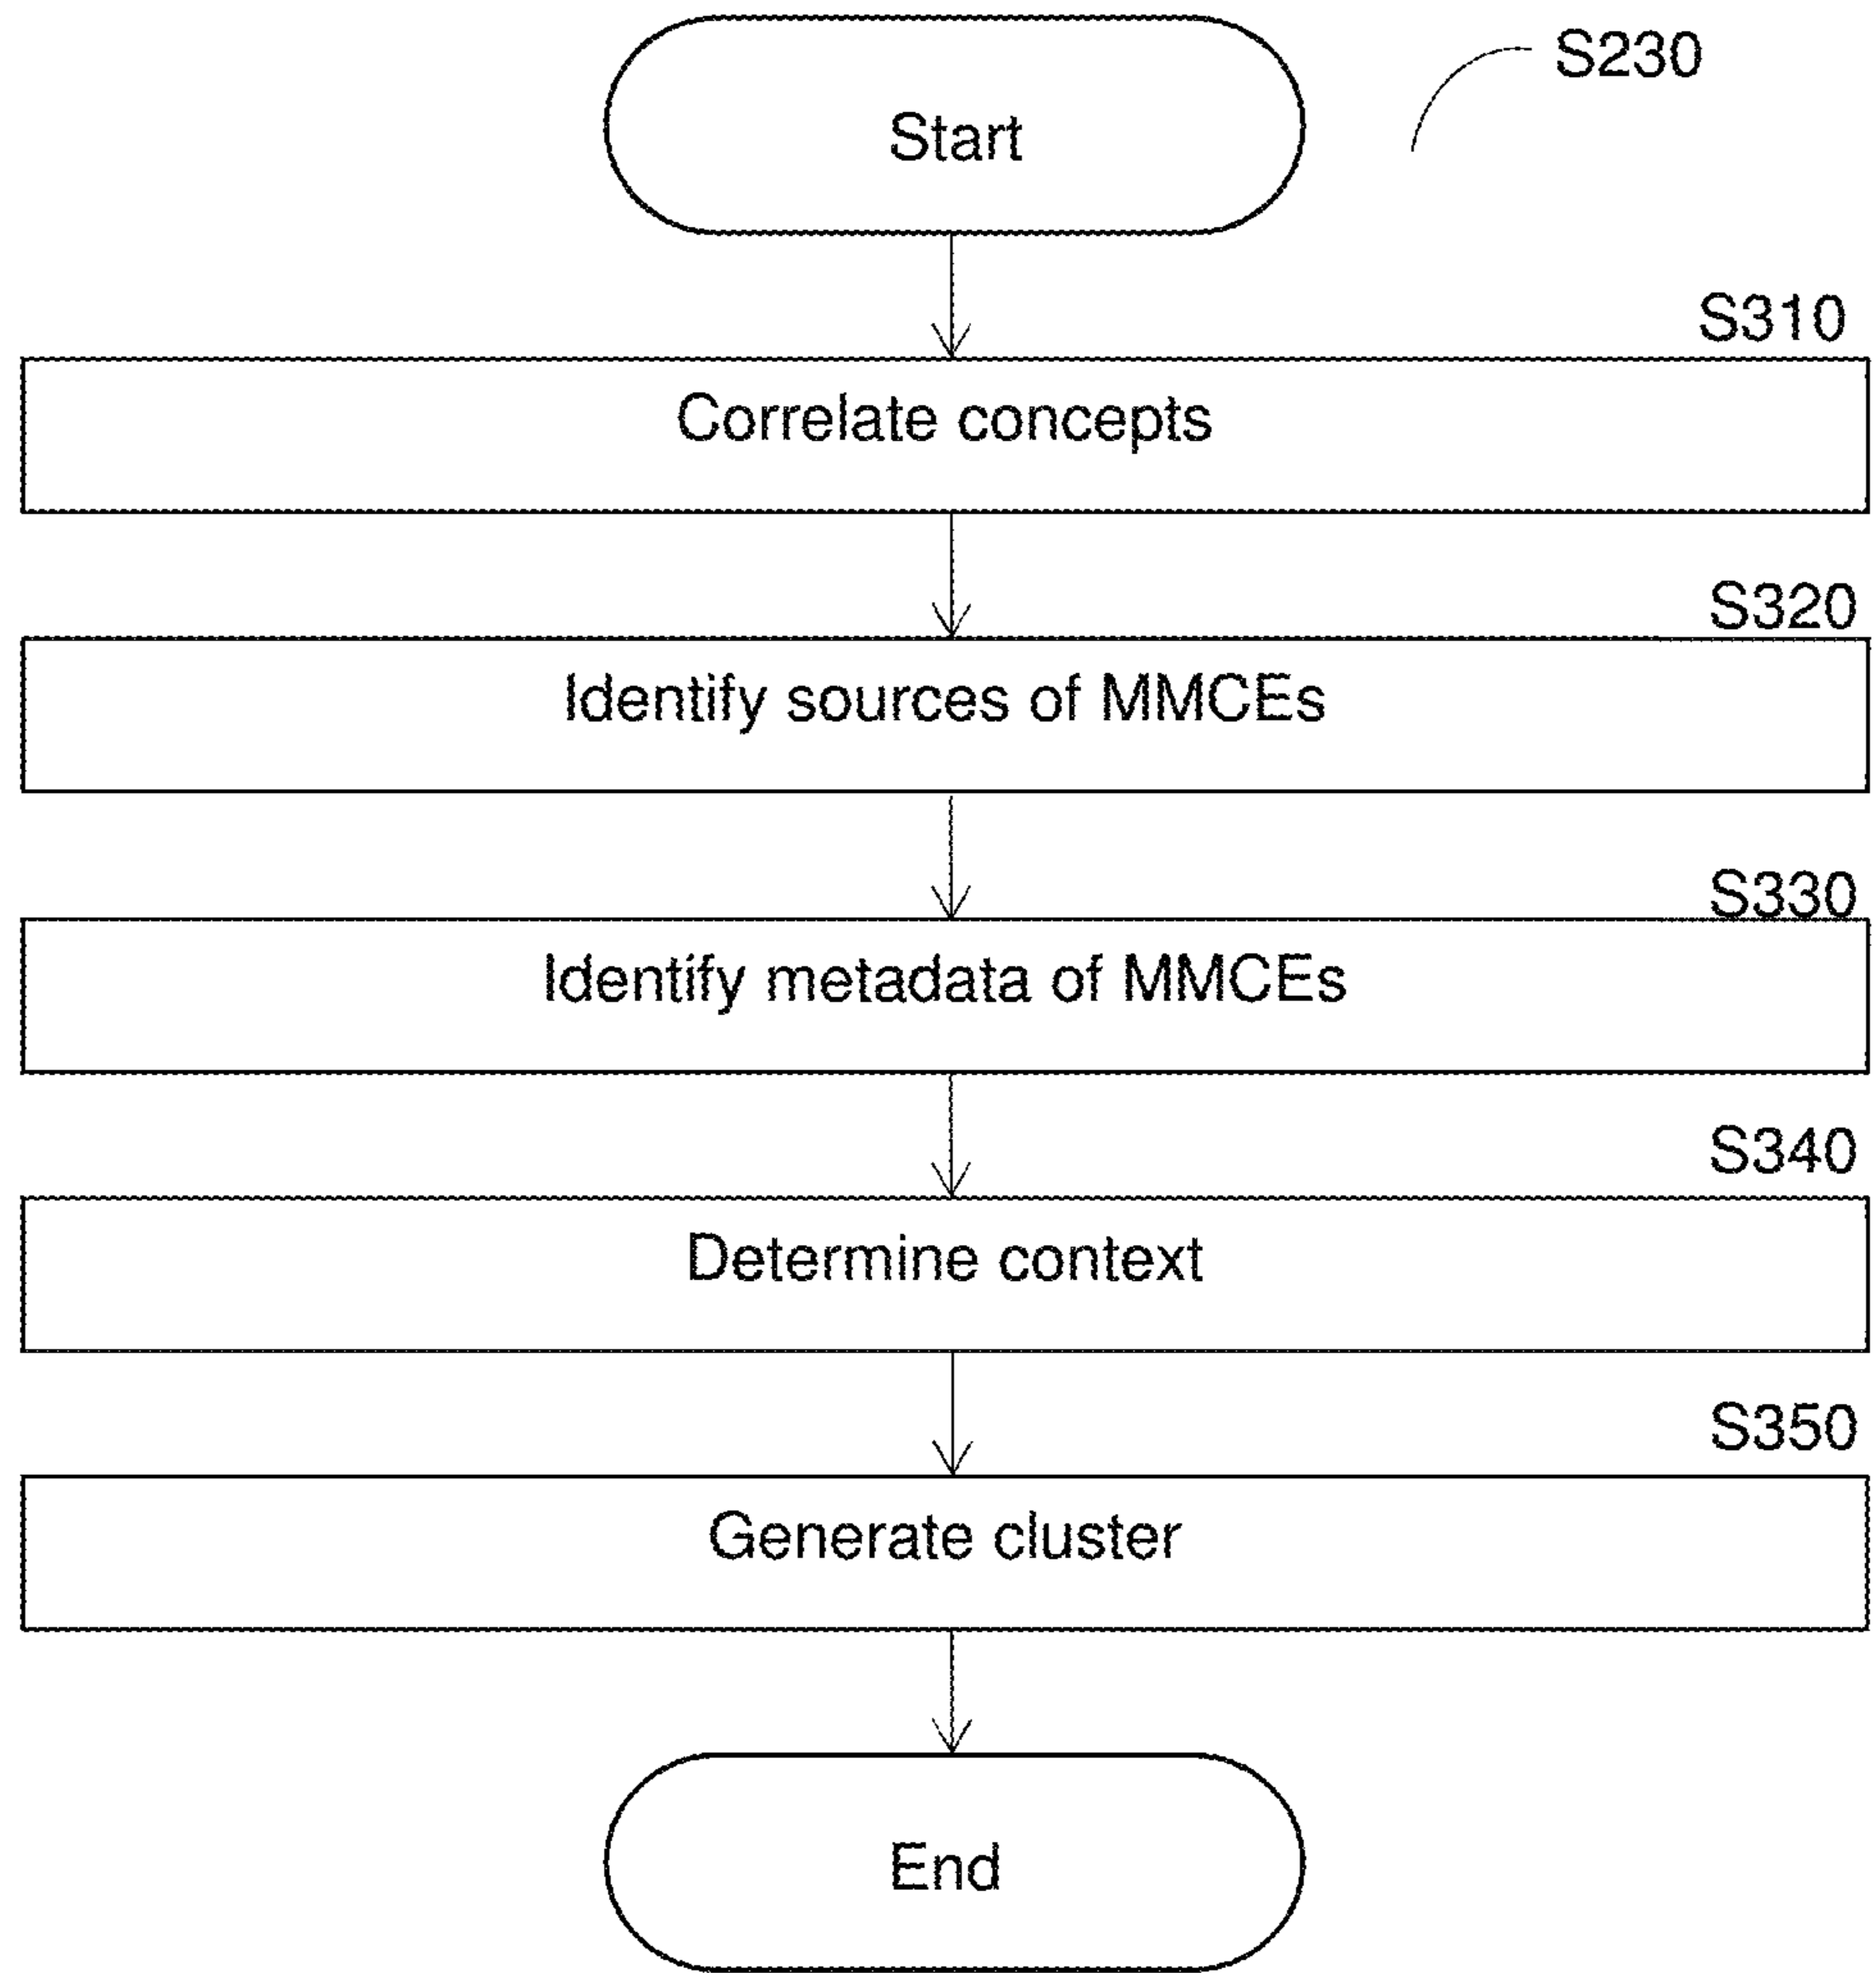 S230
Start
S310
Correlate concepts
S320
Identify sources of MMCEs
S330
Identify metadata of MMCEs
S340
Determine context
S350
Generate cluster
End